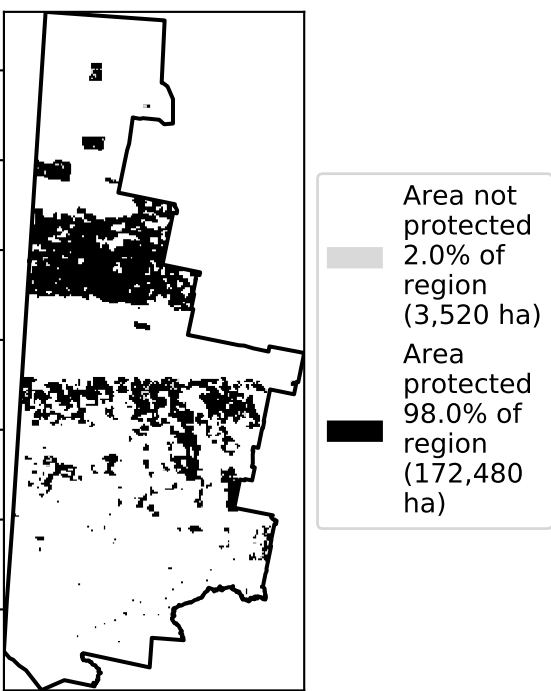 Area not
protected
2.0% of
region
(3,520 ha)
Area
protected
98.0% of
region
(172,480
ha)